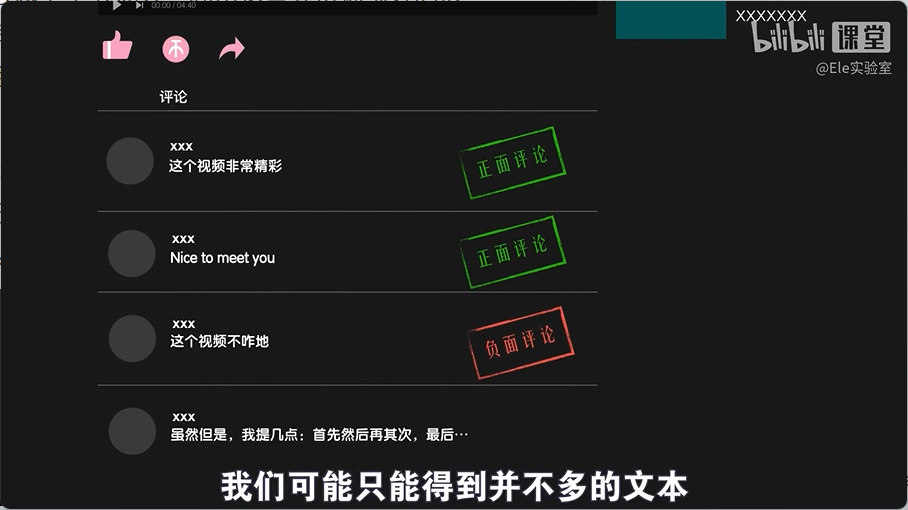 00:00 / 04:40
XXXXXXX
bilibili 课堂
@Ele实验室
评论
xxx
这个视频非常精彩
正面评论
xxx
Nice to meet you
正面评论
xxx
这个视频不咋地
负面评论
xxx
虽然但是，我提几点：首先然后再其次，最后…
我们可能只能得到并不多的文本